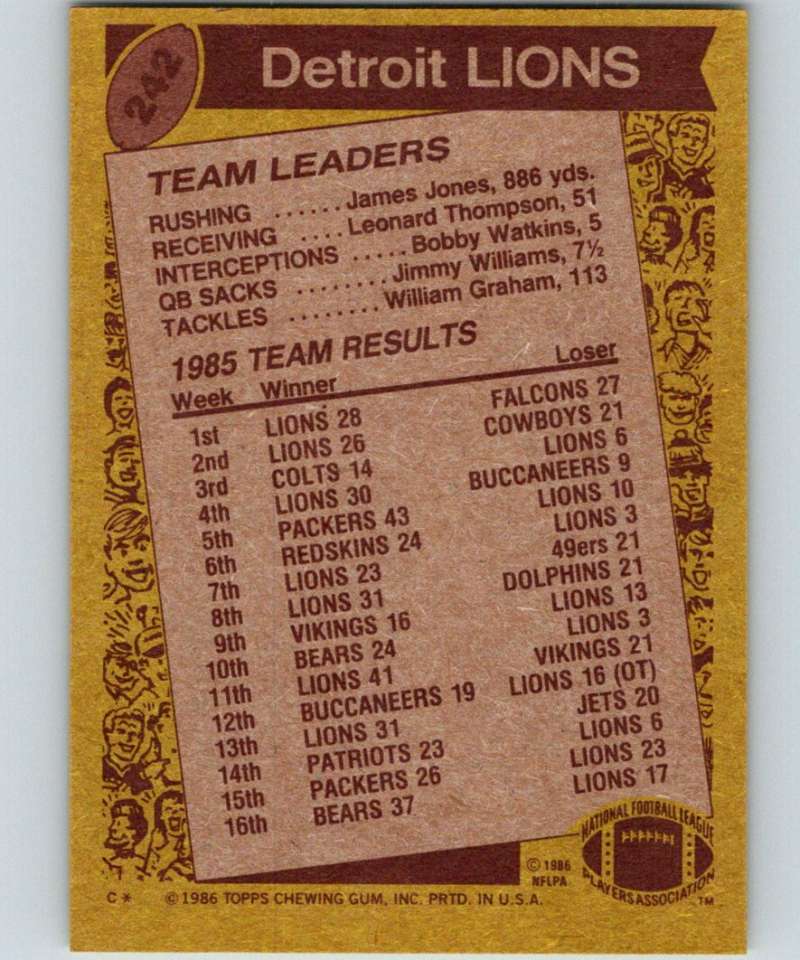 242
Detroit LIONS
TEAM LEADERS
RUSHING ......James Jones, 886 yds.
RECEIVING ....Leonard Thompson, 51
INTERCEPTIONS .....Bobby Watkins, 5
QB SACKS ........Jimmy Williams, 7½
TACKLES ........William Graham, 113
1985 TEAM RESULTS
Week Winner Loser
1st LIONS 28 FALCONS 27
2nd LIONS 26 COWBOYS 21
3rd COLTS 14 LIONS 6
4th LIONS 30 BUCCANEERS 9
5th PACKERS 43 LIONS 10
6th REDSKINS 24 LIONS 3
7th LIONS 23 49ers 21
8th LIONS 31 DOLPHINS 21
9th VIKINGS 16 LIONS 13
10th BEARS 24 LIONS 3
11th LIONS 41 VIKINGS 21
12th BUCCANEERS 19 LIONS 16 (OT)
13th LIONS 31 JETS 20
14th PATRIOTS 23 LIONS 6
15th PACKERS 26 LIONS 23
16th BEARS 37 LIONS 17
NATIONAL FOOTBALL LEAGUE
PLAYERS ASSOCIATION
TM
© 1986
NFLPA
C* © 1986 TOPPS CHEWING GUM, INC. PRTD. IN U.S.A.